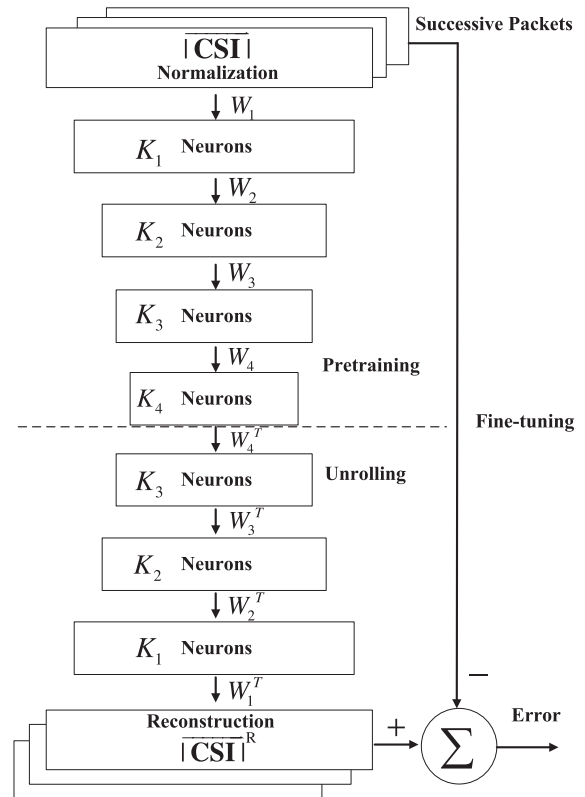 Successive Packets
|CSI|
Normalization
W₁
K₁ Neurons
W₂
K₂ Neurons
W₃
K₃ Neurons
W₄
Pretraining
K₄ Neurons
Fine-tuning
W₄ᵀ
Unrolling
K₃ Neurons
W₃ᵀ
K₂ Neurons
W₂ᵀ
K₁ Neurons
W₁ᵀ
−
Reconstruction
|CSI|ᴿ
+
Σ
Error